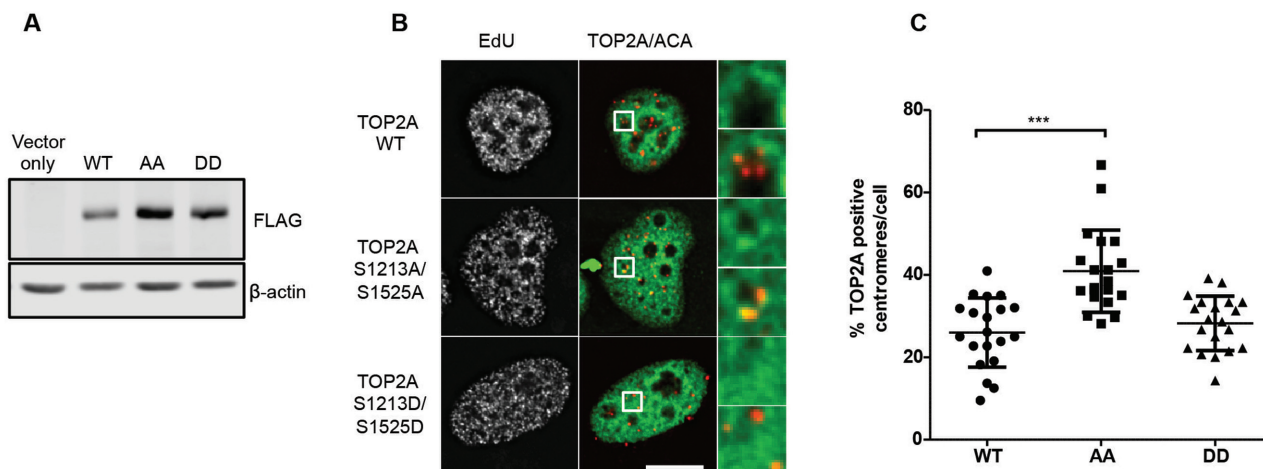 A
Vector
only
WT
AA
DD
FLAG
β-actin
B
EdU
TOP2A/ACA
TOP2A
WT
TOP2A
S1213A/
S1525A
TOP2A
S1213D/
S1525D
C
% TOP2A positive
centromeres/cell
80
60
40
20
0
***
WT
AA
DD